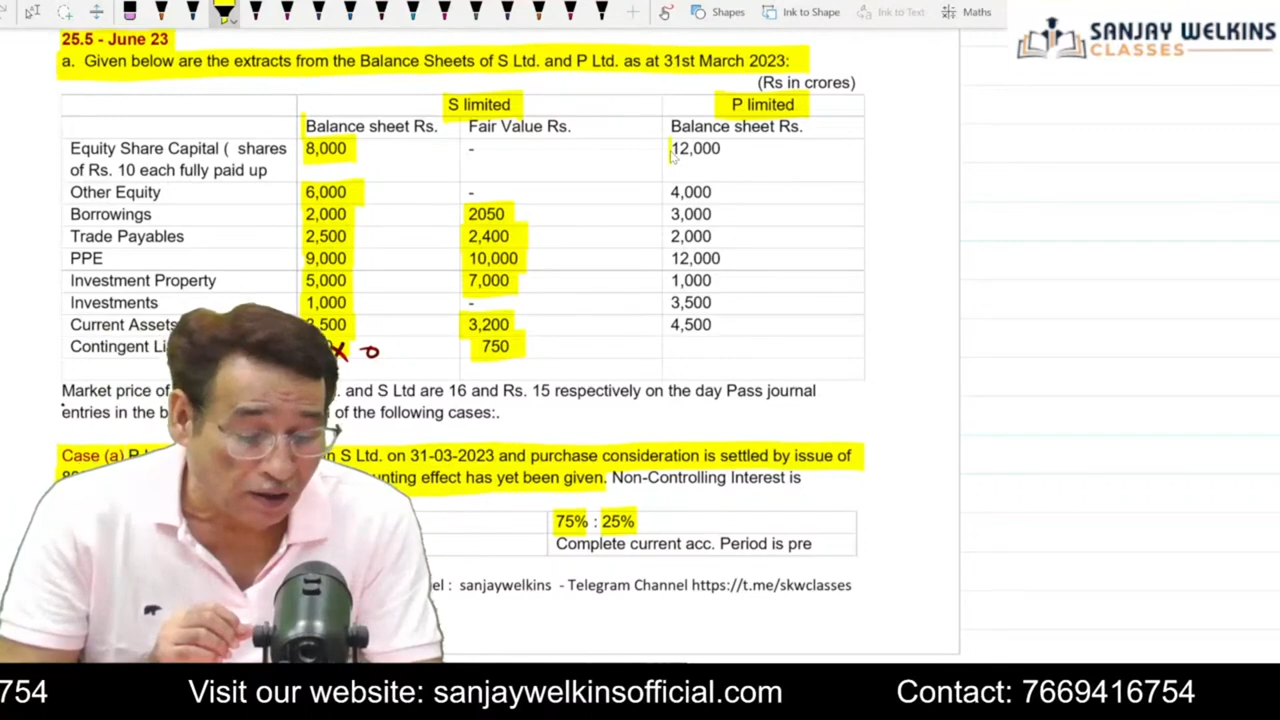 Shapes
Ink to Shape
Ink to Text
Maths
SANJAY WELKINS
CLASSES
25.5 - June 23
a. Given below are the extracts from the Balance Sheets of S Ltd. and P Ltd. as at 31st March 2023:
(Rs in crores)
S limited P limited
Balance sheet Rs. Fair Value Rs. Balance sheet Rs.
Equity Share Capital ( shares 8,000 - 12,000
of Rs. 10 each fully paid up
Other Equity 6,000 - 4,000
Borrowings 2,000 2050 3,000
Trade Payables 2,500 2,400 2,000
PPE 9,000 10,000 12,000
Investment Property 5,000 7,000 1,000
Investments 1,000 - 3,500
Current Assets ,500 3,200 4,500
Contingent Li x 0 750
Market price of and S Ltd are 16 and Rs. 15 respectively on the day Pass journal
entries in the b of the following cases:.
Case (a) P in S Ltd. on 31-03-2023 and purchase consideration is settled by issue of
unting effect has yet been given. Non-Controlling Interest is
75% : 25%
Complete current acc. Period is pre
el : sanjaywelkins - Telegram Channel https://t.me/skwclasses
754 Visit our website: sanjaywelkinsofficial.com Contact: 7669416754